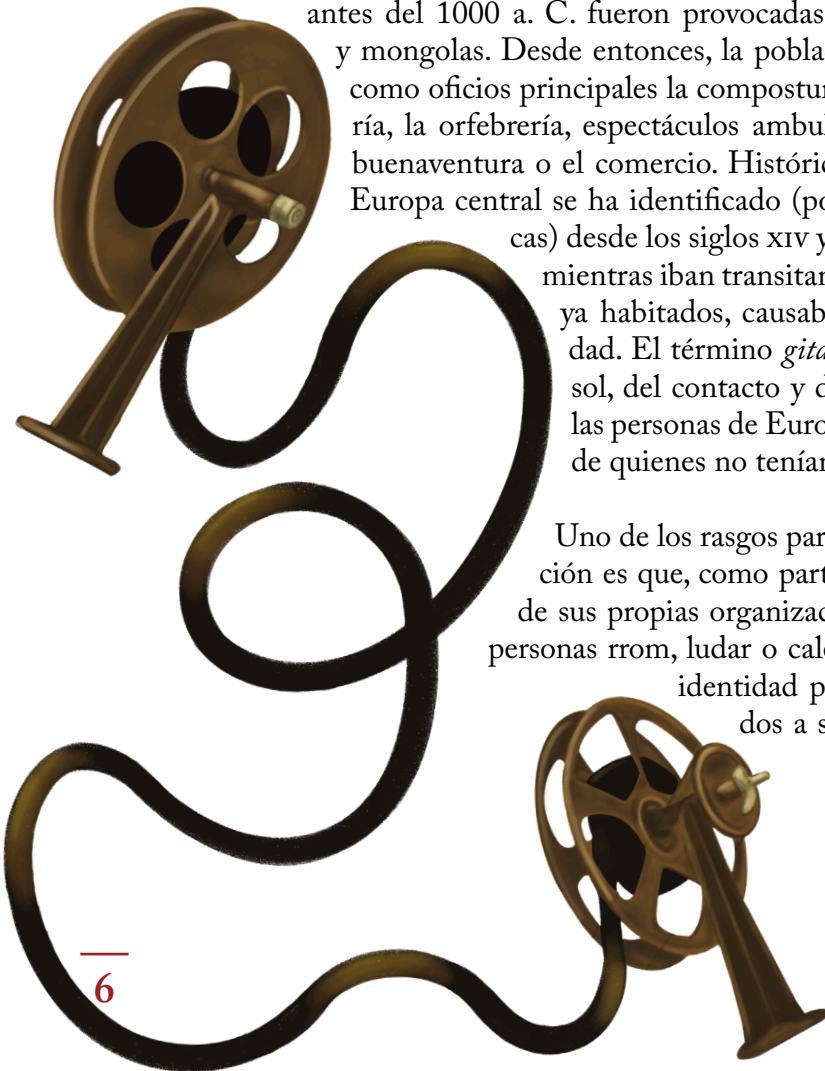 antes del 1000 a. C. fueron provocadas
y mongolas. Desde entonces, la pobla
como oficios principales la compostur
ría, la orfebrería, espectáculos ambul
buenaventura o el comercio. Históric
Europa central se ha identificado (po
cas) desde los siglos XIV y
mientras iban transitan
ya habitados, causab
dad. El término gita
sol, del contacto y d
las personas de Euro
de quienes no tenían
Uno de los rasgos par
ción es que, como part
de sus propias organizac
personas rrom, ludar o calé
identidad p
dos a s
6